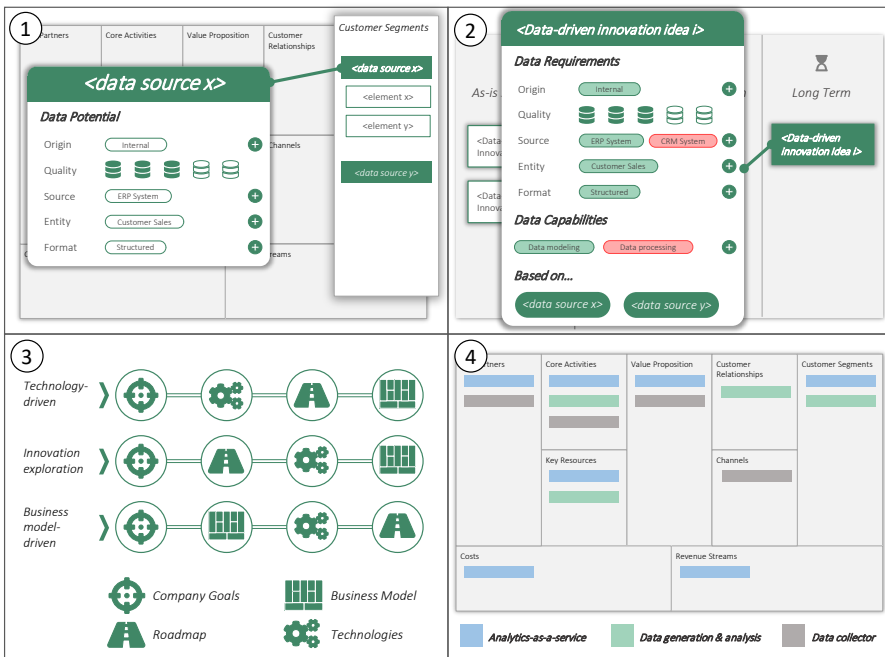 1
Partners
Core Activities
Value Proposition
Customer
Relationships
Customer Segments
<data source x>
<data source x>
<element x>
<element y>
<data source y>
Data Potential
Origin
Internal
Quality
Source
ERP System
Entity
Customer Sales
Format
Structured
Channels
2
<Data-driven innovation idea i>
Data Requirements
Origin
Internal
Quality
Source
ERP System
CRM System
Entity
Customer Sales
Format
Structured
Data Capabilities
Data modeling
Data processing
Based on...
<data source x>
<data source y>
As-is
<Data-
Innov
<Data-
Innova
Long Term
<Data-driven
innovation idea i>
3
Technology-
driven
Innovation
exploration
Business
model-
driven
Company Goals
Business Model
Roadmap
Technologies
4
Partners
Core Activities
Value Proposition
Customer
Relationships
Customer Segments
Key Resources
Channels
Costs
Revenue Streams
Analytics-as-a-service
Data generation & analysis
Data collector